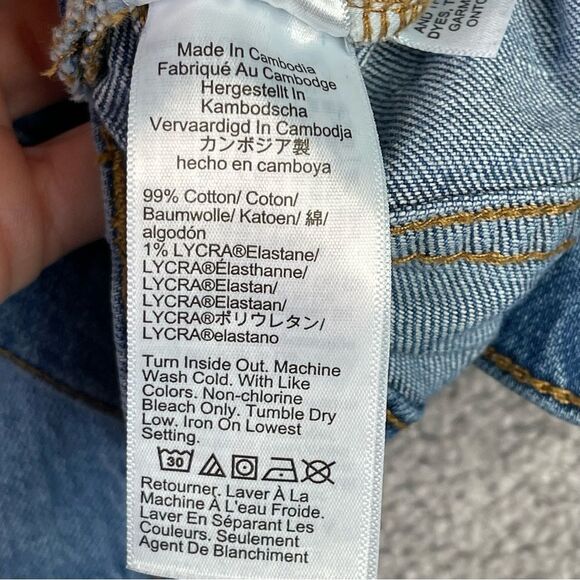 AND
DYES, T
GARM
ONTO
Made In Cambodia
Fabriqué Au Cambodge
Hergestellt In
Kambodscha
Vervaardigd In Cambodja
カンボジア製
hecho en camboya
99% Cotton/ Coton/
Baumwolle/ Katoen/ 綿/
algodón
1% LYCRA®Elastane/
LYCRA®Élasthanne/
LYCRA®Elastan/
LYCRA®Elastaan/
LYCRA®ポリウレタン/
LYCRA®elastano
Turn Inside Out. Machine
Wash Cold. With Like
Colors. Non-chlorine
Bleach Only. Tumble Dry
Low. Iron On Lowest
Setting.
30
Retourner. Laver À La
Machine À L'eau Froide.
Laver En Séparant Les
Couleurs. Seulement
Agent De Blanchiment